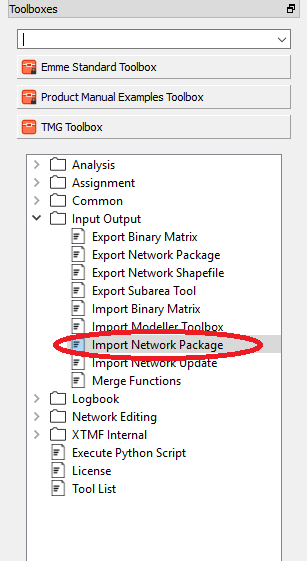 Toolboxes
Emme Standard Toolbox
Product Manual Examples Toolbox
TMG Toolbox
Analysis
Assignment
Common
Input Output
Export Binary Matrix
Export Network Package
Export Network Shapefile
Export Subarea Tool
Import Binary Matrix
Import Modeller Toolbox
Import Network Package
Import Network Update
Merge Functions
Logbook
Network Editing
XTMF Internal
Execute Python Script
License
Tool List